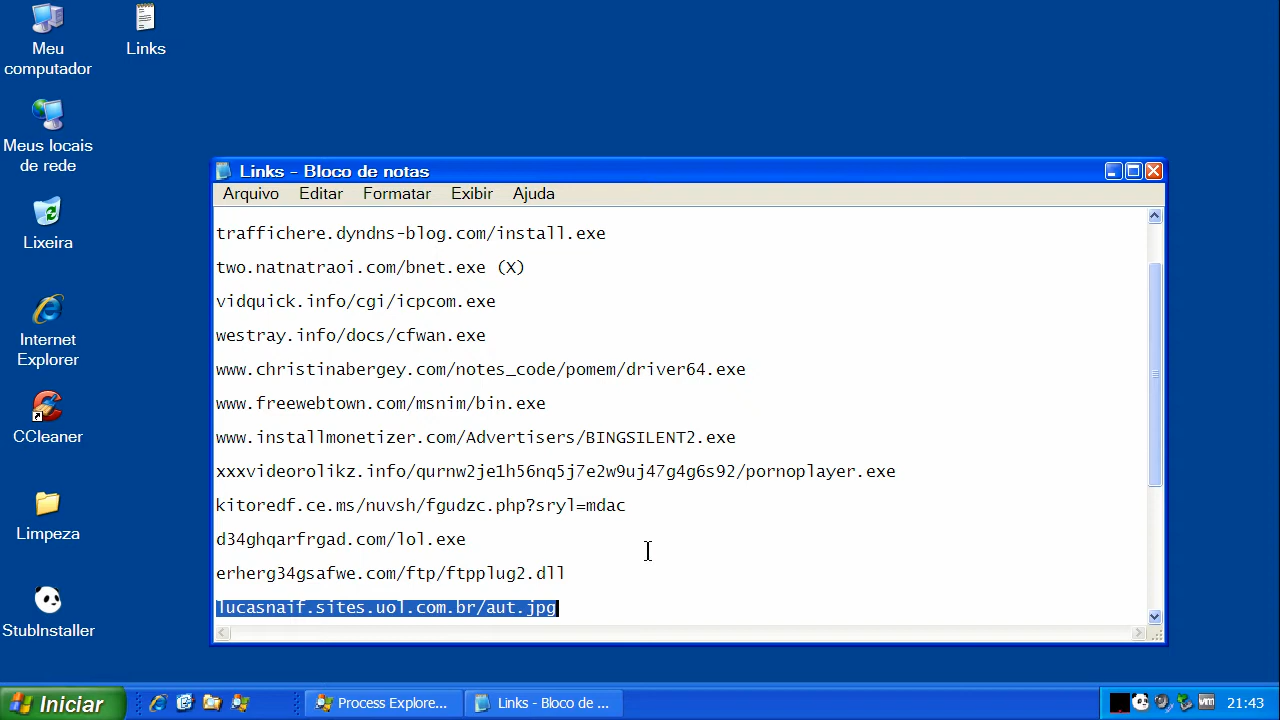 Meu
computador
Links
Meus locais
de rede
Lixeira
Internet
Explorer
CCleaner
Limpeza
StubInstaller
Links - Bloco de notas
Arquivo Editar Formatar Exibir Ajuda
traffichere.dyndns-blog.com/install.exe
two.natnatraoi.com/bnet.exe (X)
vidquick.info/cgi/icpcom.exe
westray.info/docs/cfwan.exe
www.christinabergey.com/notes_code/pomem/driver64.exe
www.freewebtown.com/msnim/bin.exe
www.installmonetizer.com/Advertisers/BINGSILENT2.exe
xxxvideorolikz.info/qurnw2je1h56nq5j7e2w9uj47g4g6s92/pornoplayer.exe
kitoredf.ce.ms/nuvsh/fgudzc.php?sryl=mdac
d34ghqarfrgad.com/lol.exe
erherg34gsafwe.com/ftp/ftpplug2.dll
lucasnaif.sites.uol.com.br/aut.jpg
Iniciar
Process Explore...
Links - Bloco de ...
vm
21:43